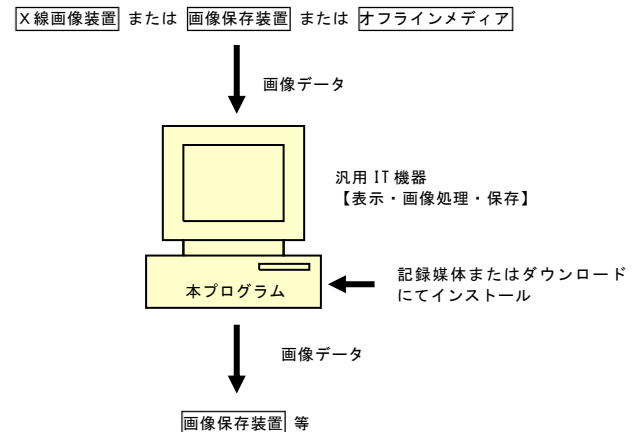 X線画像装置 または 画像保存装置 または オフラインメディア
画像データ
汎用IT機器
【表示・画像処理・保存】
本プログラム
記録媒体またはダウンロード
にてインストール
画像データ
画像保存装置 等